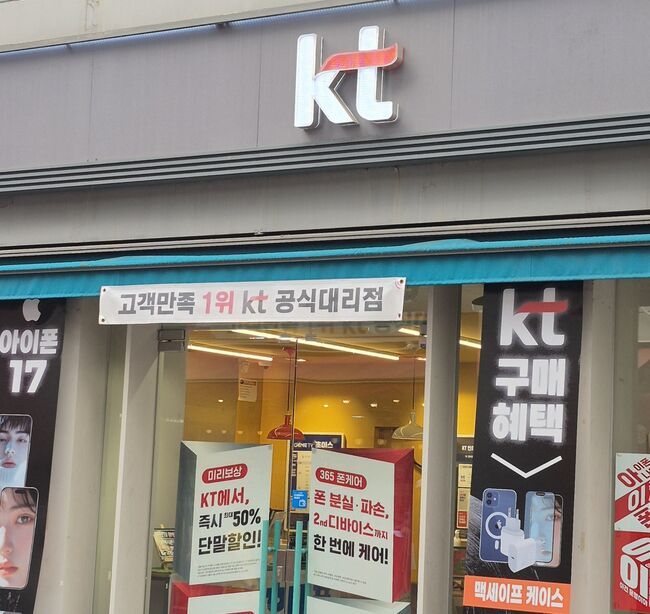 kt
고객만족 1위 kt 공식대리점
아이폰
17
kt
구매
혜택
맥세이프 케이스
미리보상
KT에서,
즉시 최대 50%
단말할인!
365 폰케어
폰 분실·파손,
2nd 디바이스까지
한 번에 케어!